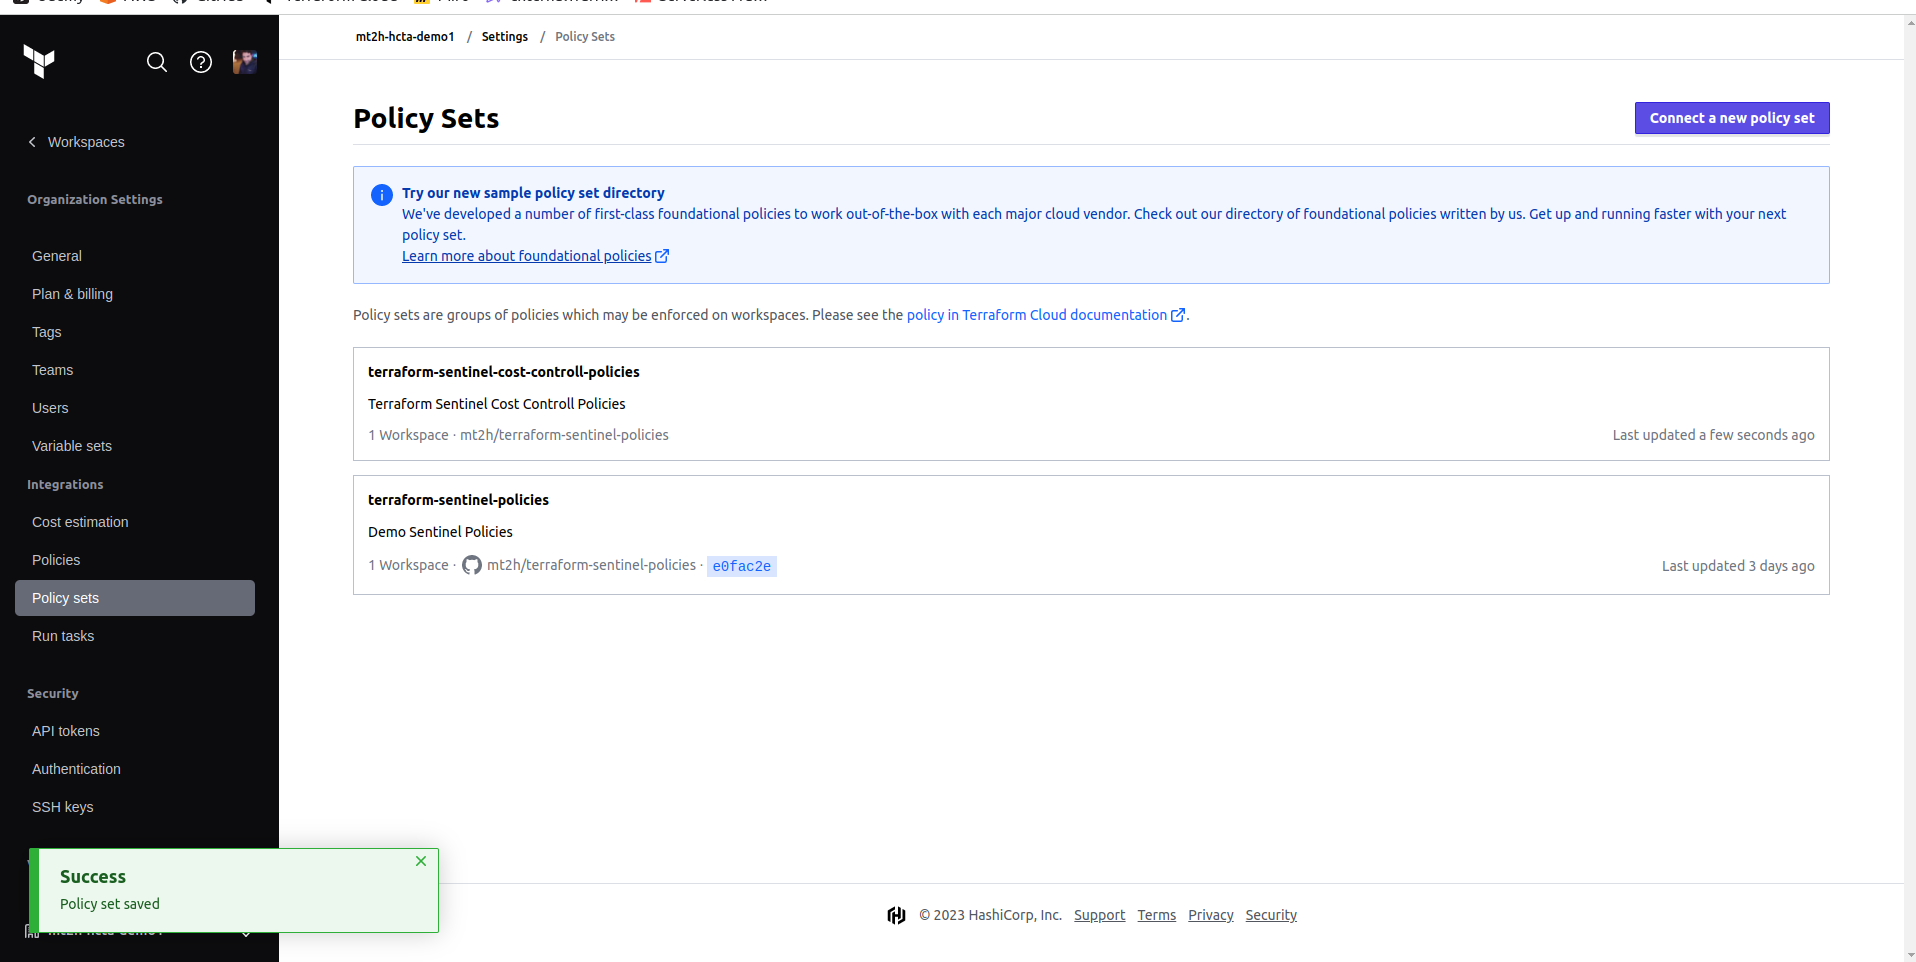 mt2h-hcta-demo1 / Settings / Policy Sets
Workspaces
Organization Settings
General
Plan & billing
Tags
Teams
Users
Variable sets
Integrations
Cost estimation
Policies
Policy sets
Run tasks
Security
API tokens
Authentication
SSH keys
Policy Sets
Connect a new policy set
Try our new sample policy set directory
We've developed a number of first-class foundational policies to work out-of-the-box with each major cloud vendor. Check out our directory of foundational policies written by us. Get up and running faster with your next
policy set.
Learn more about foundational policies
Policy sets are groups of policies which may be enforced on workspaces. Please see the policy in Terraform Cloud documentation .
terraform-sentinel-cost-controll-policies
Terraform Sentinel Cost Controll Policies
1 Workspace · mt2h/terraform-sentinel-policies
Last updated a few seconds ago
terraform-sentinel-policies
Demo Sentinel Policies
1 Workspace · mt2h/terraform-sentinel-policies · e0fac2e
Last updated 3 days ago
Success
Policy set saved
© 2023 HashiCorp, Inc. Support Terms Privacy Security